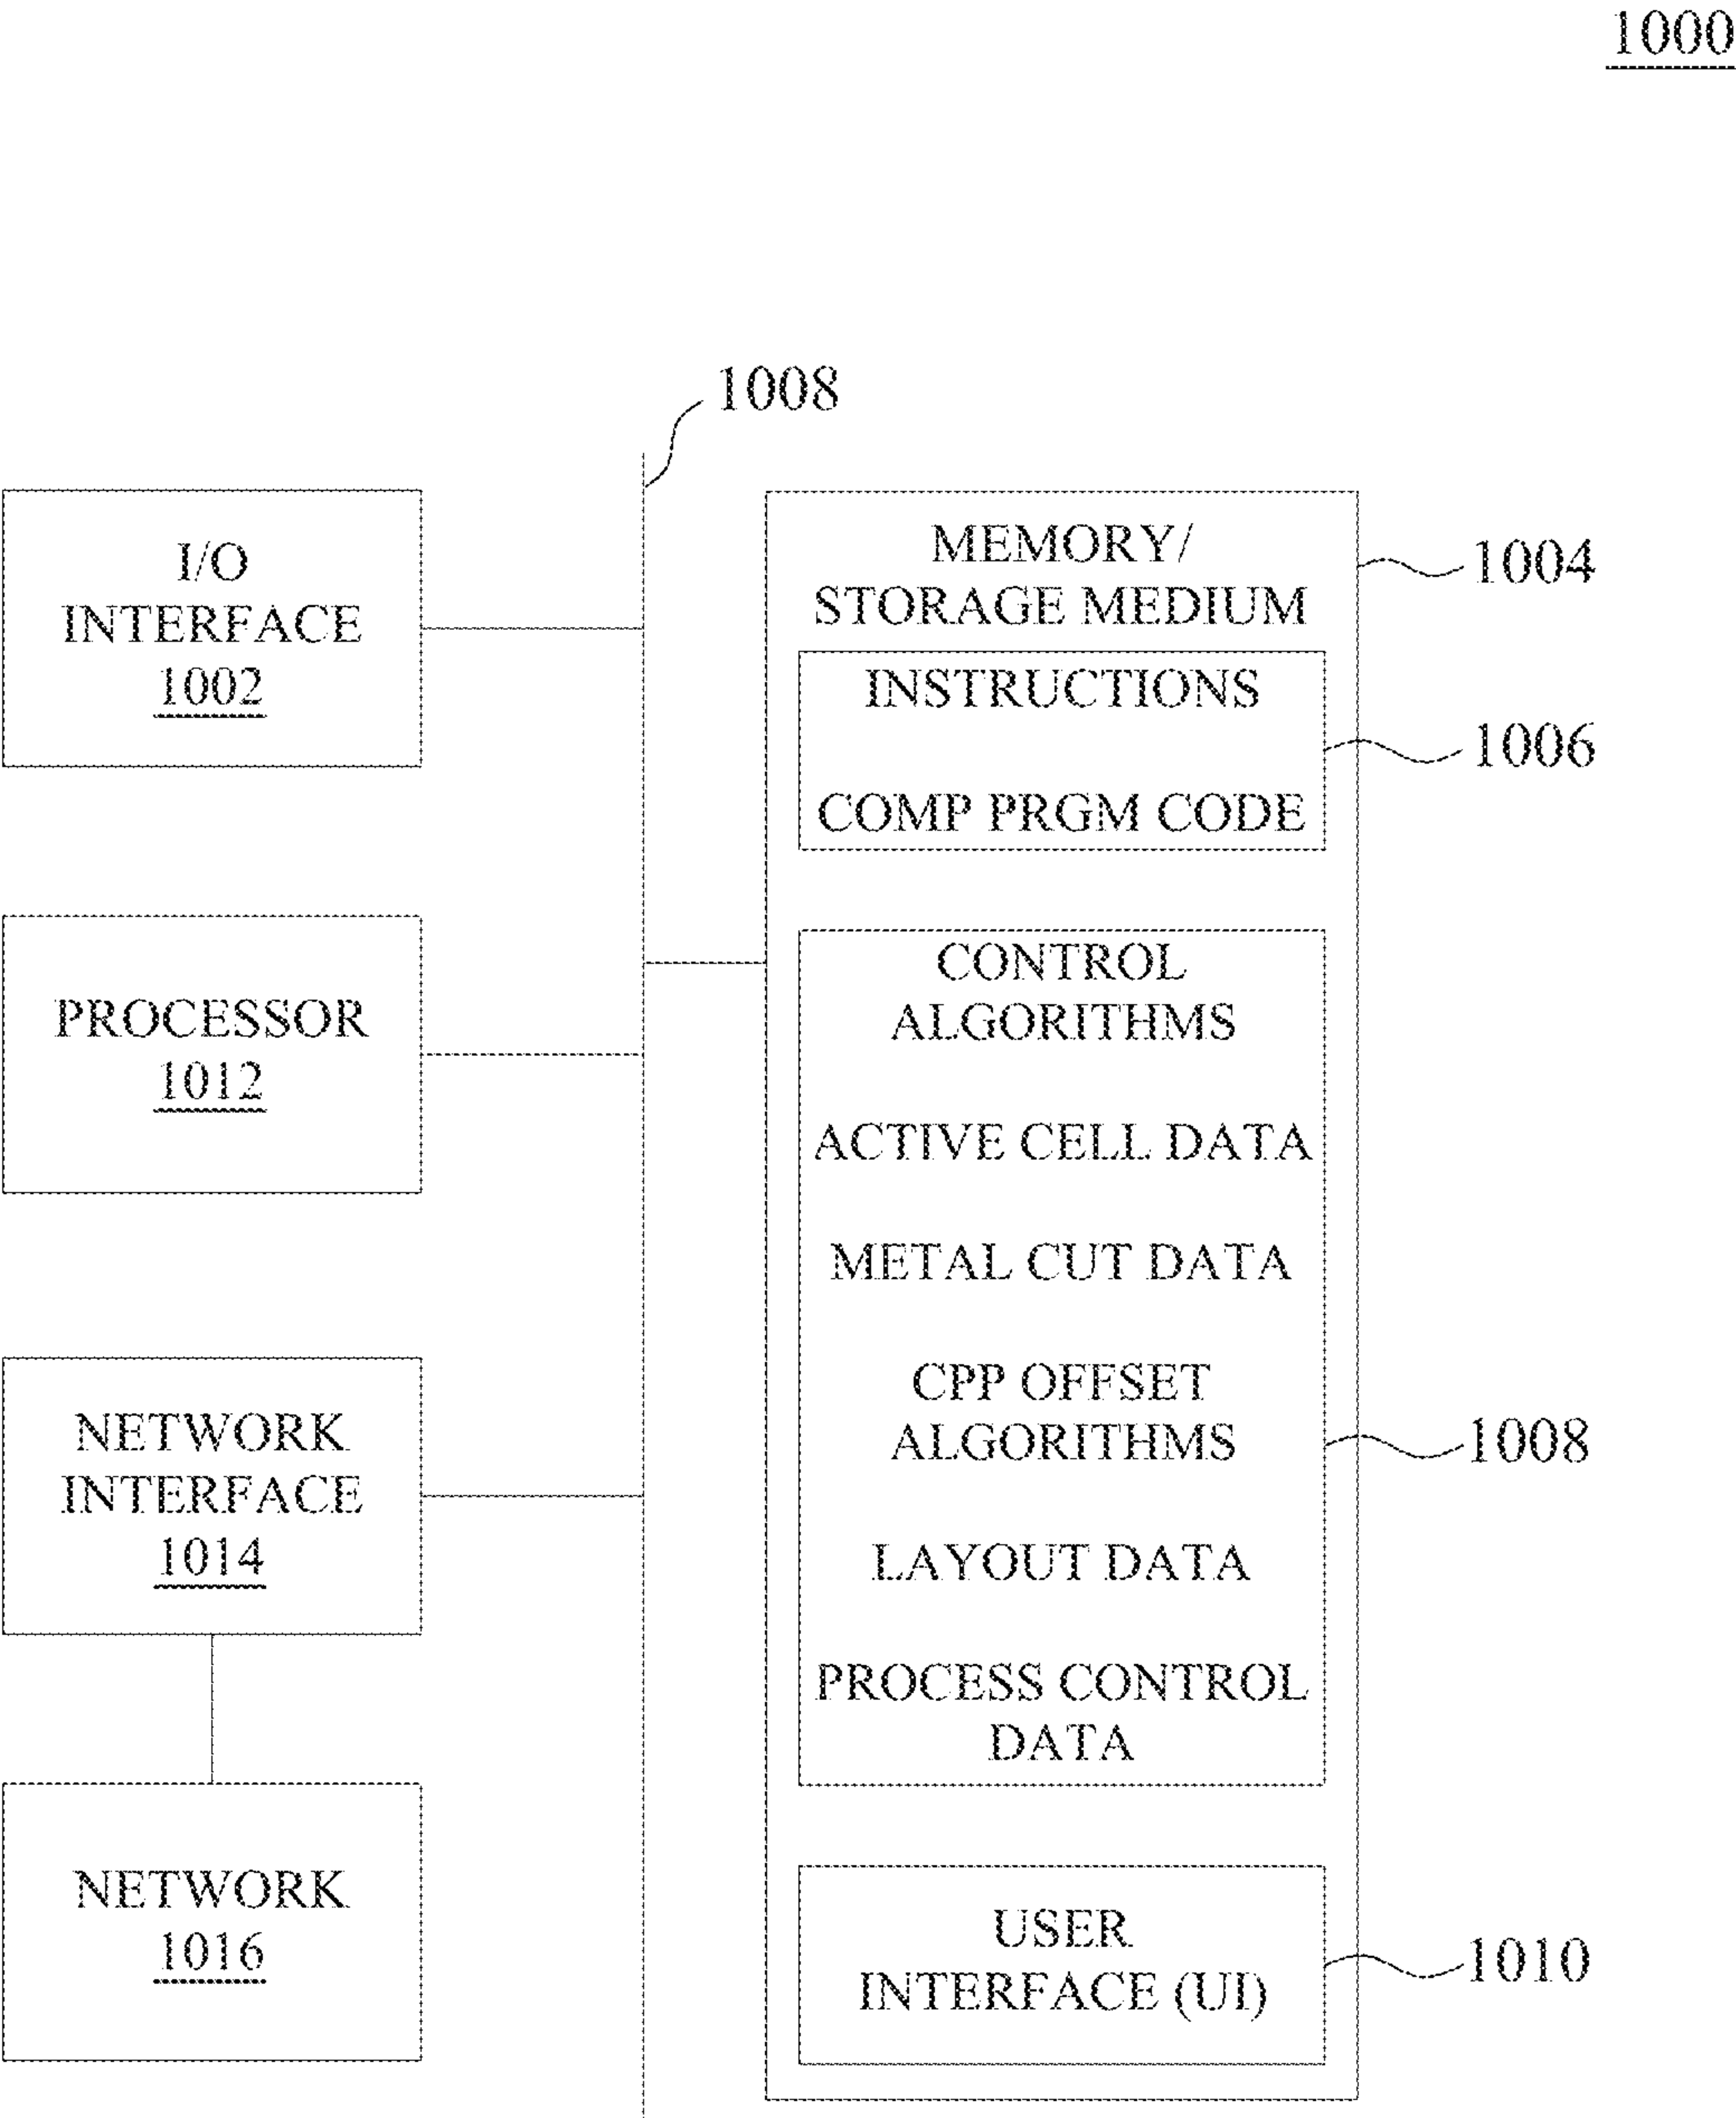 1000
1008
I/O
INTERFACE
1002
PROCESSOR
1012
NETWORK
INTERFACE
1014
NETWORK
1016
MEMORY/
STORAGE MEDIUM
1004
INSTRUCTIONS
COMP PRGM CODE
1006
CONTROL
ALGORITHMS
ACTIVE CELL DATA
METAL CUT DATA
CPP OFFSET
ALGORITHMS
LAYOUT DATA
PROCESS CONTROL
DATA
1008
USER
INTERFACE (UI)
1010